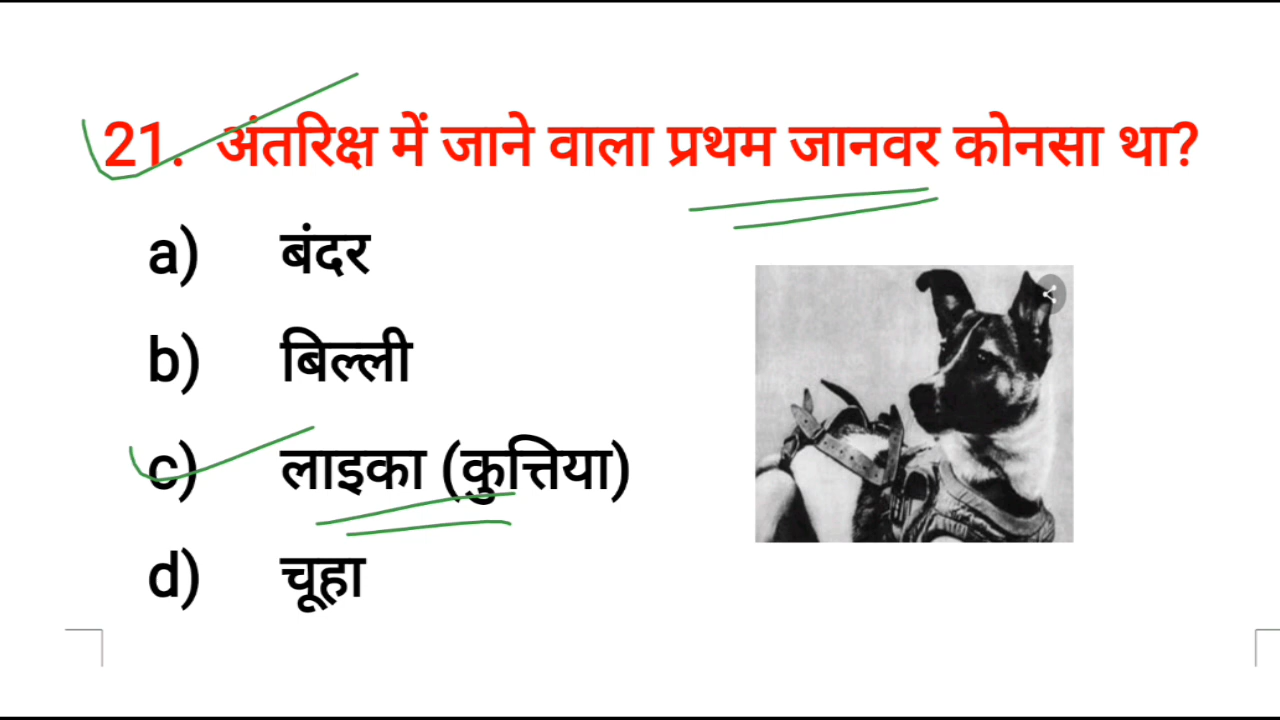 21. अंतरिक्ष में जाने वाला प्रथम जानवर कोनसा था?
a) बंदर
b) बिल्ली
c) लाइका (कुत्तिया)
d) चूहा